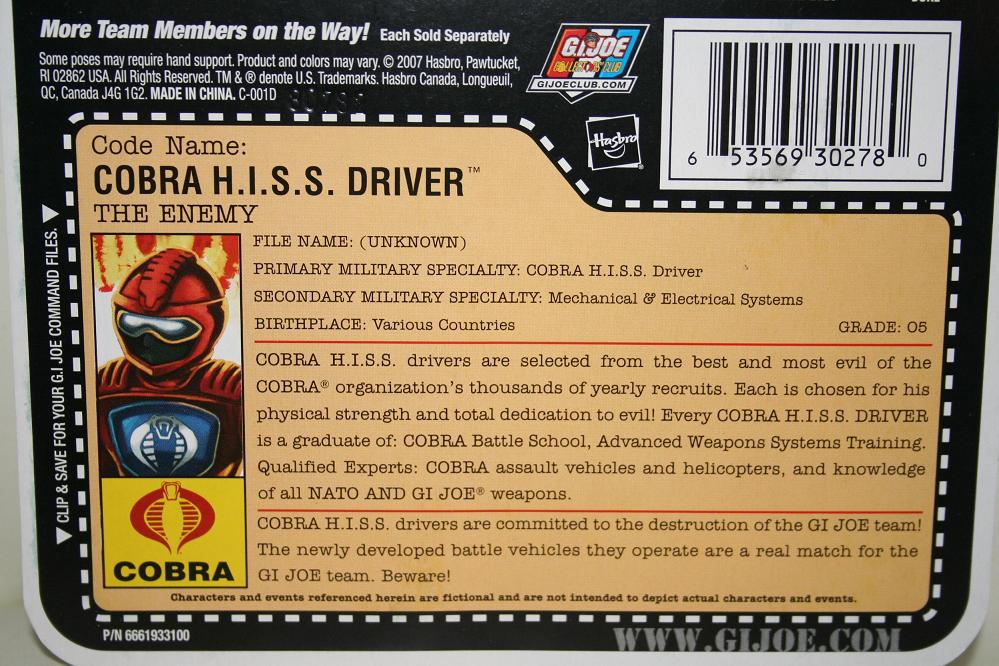 More Team Members on the Way! Each Sold Separately
Some poses may require hand support. Product and colors may vary. © 2007 Hasbro, Pawtucket,
RI 02862 USA. All Rights Reserved. TM & ® denote U.S. Trademarks. Hasbro Canada, Longueuil,
QC, Canada J4G 1G2. MADE IN CHINA. C-001D
GI JOE
COLLECTORS' CLUB
GIJOECLUB.COM
Hasbro
6 53569 30278 0
CLIP & SAVE FOR YOUR G.I. JOE COMMAND FILES.
Code Name:
COBRA H.I.S.S. DRIVER™
THE ENEMY
FILE NAME: (UNKNOWN)
PRIMARY MILITARY SPECIALTY: COBRA H.I.S.S. Driver
SECONDARY MILITARY SPECIALTY: Mechanical & Electrical Systems
BIRTHPLACE: Various Countries GRADE: O5
COBRA H.I.S.S. drivers are selected from the best and most evil of the
COBRA® organization's thousands of yearly recruits. Each is chosen for his
physical strength and total dedication to evil! Every COBRA H.I.S.S. DRIVER
is a graduate of: COBRA Battle School, Advanced Weapons Systems Training.
Qualified Experts: COBRA assault vehicles and helicopters, and knowledge
of all NATO AND GI JOE® weapons.
COBRA H.I.S.S. drivers are committed to the destruction of the GI JOE team!
The newly developed battle vehicles they operate are a real match for the
GI JOE team. Beware!
COBRA
Characters and events referenced herein are fictional and are not intended to depict actual characters and events.
P/N 6661933100
WWW.GIJOE.COM